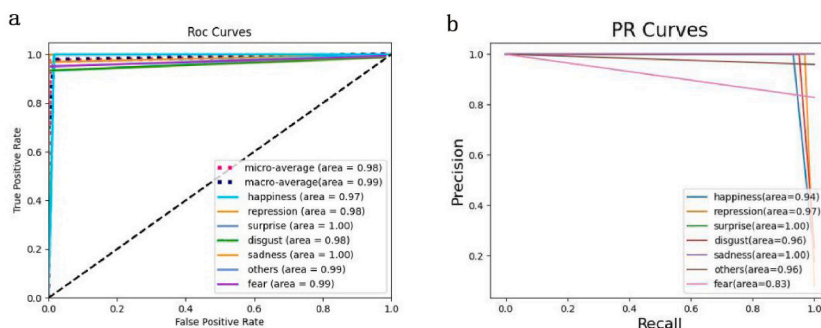 a
Roc Curves
1.0
0.8
0.6
0.4
0.2
0.0
True Positive Rate
micro-average (area = 0.98)
macro-average(area = 0.99)
happiness (area = 0.97)
repression (area = 0.98)
surprise (area = 1.00)
disgust (area = 0.98)
sadness (area = 1.00)
others (area = 0.99)
fear (area = 0.99)
0.0 0.2 0.4 0.6 0.8 1.0
False Positive Rate
b
PR Curves
1.0
0.8
0.6
0.4
0.2
Precision
happiness(area=0.94)
repression(area=0.97)
surprise(area=1.00)
disgust(area=0.96)
sadness(area=1.00)
others(area=0.96)
fear(area=0.83)
0.0 0.2 0.4 0.6 0.8 1.0
Recall